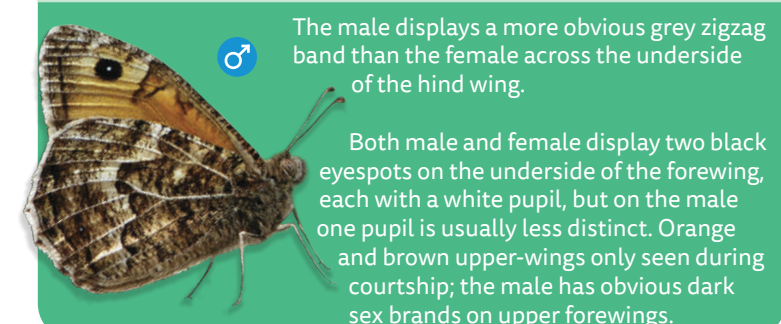 The male displays a more obvious grey zigzag
band than the female across the underside
of the hind wing.
Both male and female display two black
eyespots on the underside of the forewing,
each with a white pupil, but on the male
one pupil is usually less distinct. Orange
and brown upper-wings only seen during
courtship; the male has obvious dark
sex brands on upper forewings.